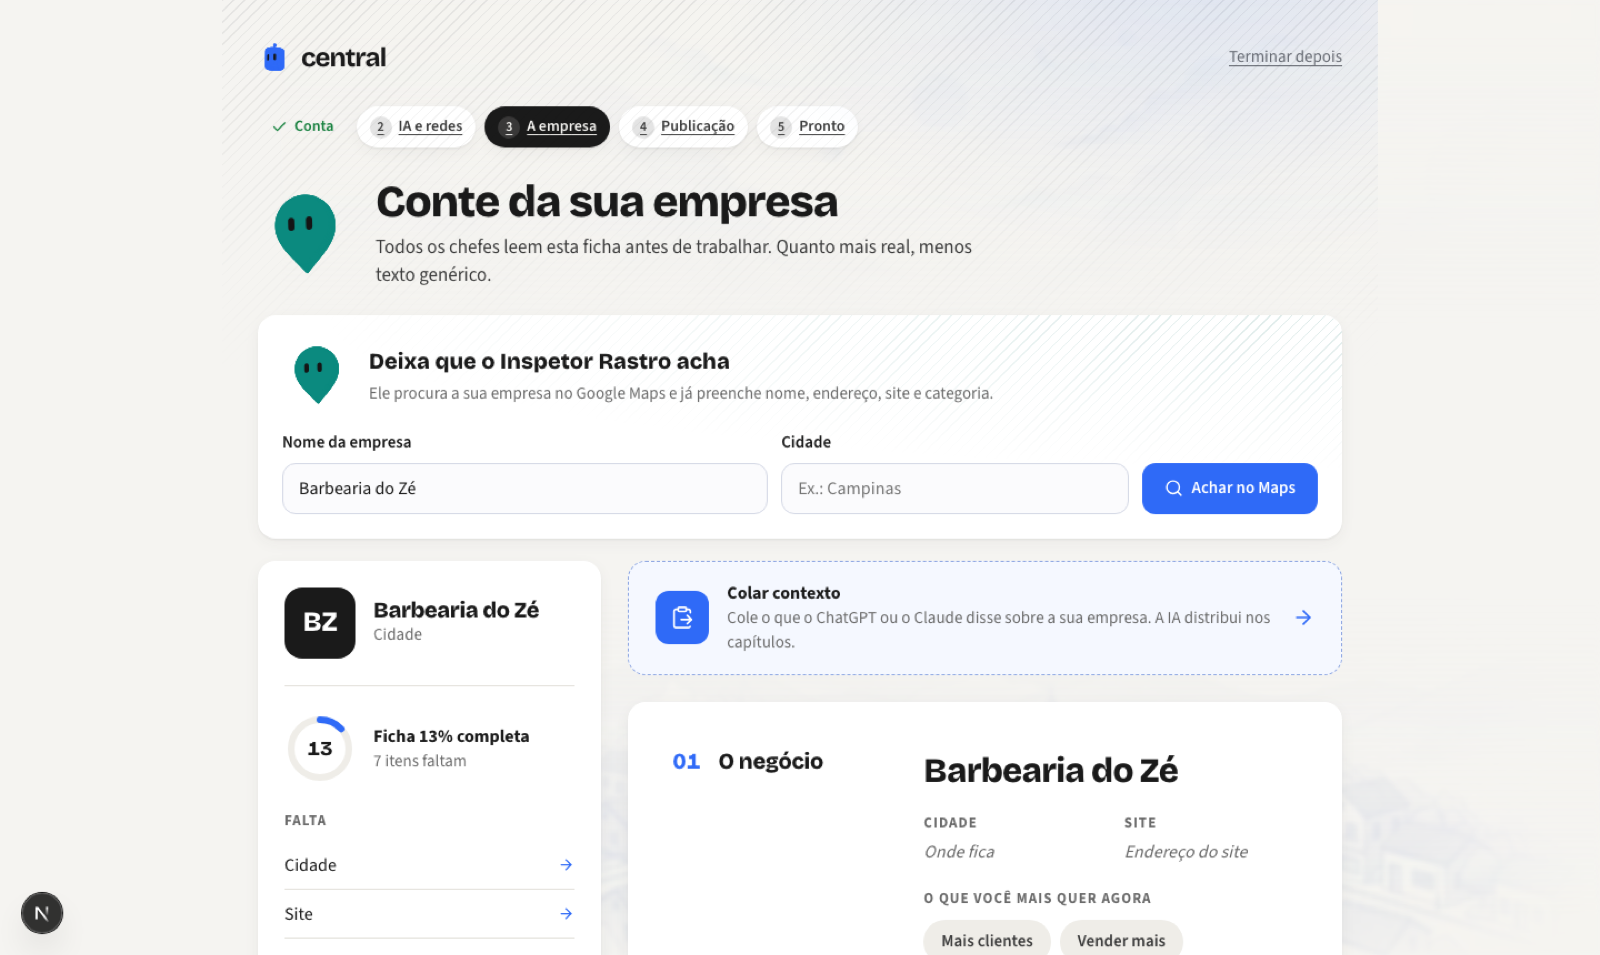 central
Terminar depois
Conta
2 IA e redes
3 A empresa
4 Publicação
5 Pronto
Conte da sua empresa
Todos os chefes leem esta ficha antes de trabalhar. Quanto mais real, menos
texto genérico.
Deixa que o Inspetor Rastro acha
Ele procura a sua empresa no Google Maps e já preenche nome, endereço, site e categoria.
Nome da empresa
Cidade
Barbearia do Zé
Ex.: Campinas
Achar no Maps
BZ
Barbearia do Zé
Cidade
13
Ficha 13% completa
7 itens faltam
FALTA
Cidade
Site
Colar contexto
Cole o que o ChatGPT ou o Claude disse sobre a sua empresa. A IA distribui nos
capítulos.
01 O negócio
Barbearia do Zé
CIDADE
SITE
Onde fica
Endereço do site
O QUE VOCÊ MAIS QUER AGORA
Mais clientes
Vender mais
N